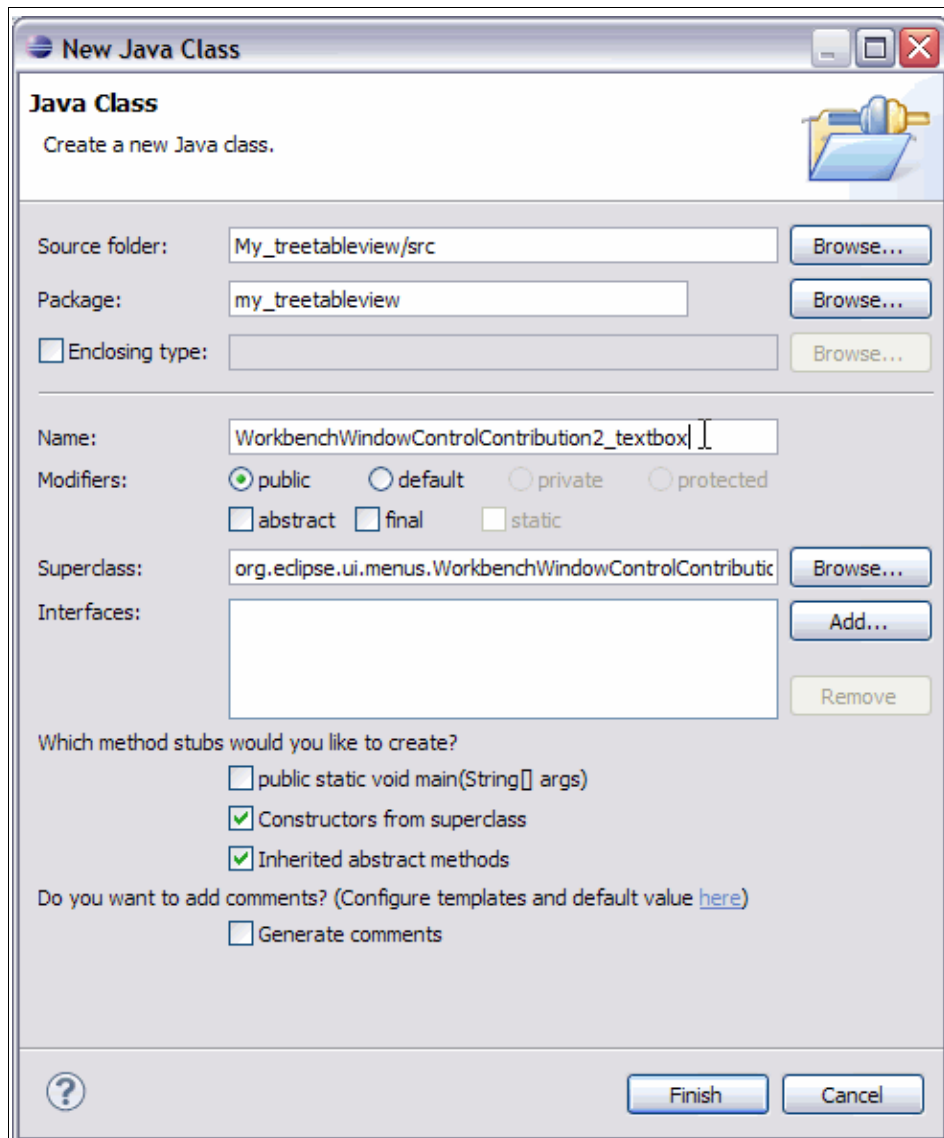 New Java Class
Java Class
Create a new Java class.
Source folder: My_treetableview/src Browse...
Package: my_treetableview Browse...
Enclosing type: Browse...
Name: WorkbenchWindowControlContribution2_textbox
Modifiers: public default private protected
abstract final static
Superclass: org.eclipse.ui.menus.WorkbenchWindowControlContributic Browse...
Interfaces: Add...
Remove
Which method stubs would you like to create?
public static void main(String[] args)
Constructors from superclass
Inherited abstract methods
Do you want to add comments? (Configure templates and default value here)
Generate comments
? Finish Cancel